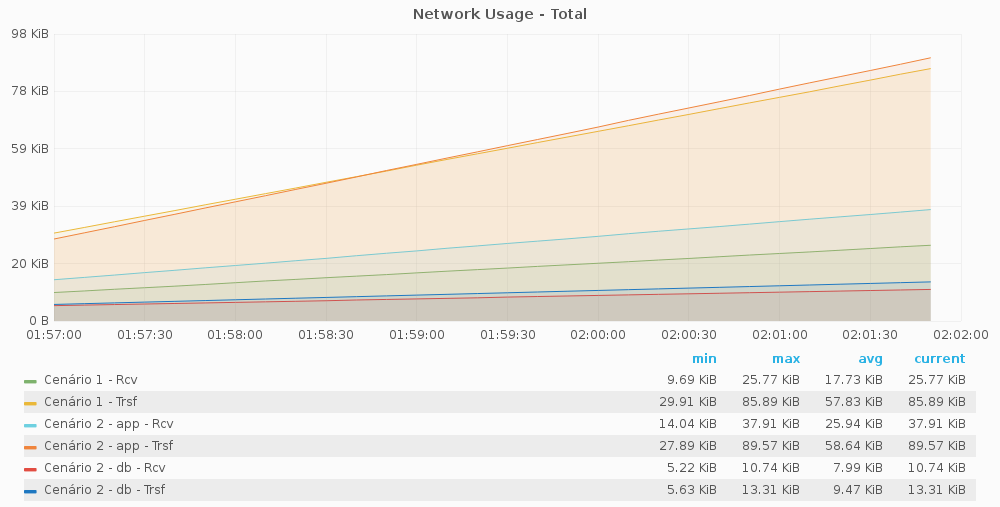 Network Usage - Total
98 KiB
78 KiB
59 KiB
39 KiB
20 KiB
0 B
01:57:00 01:57:30 01:58:00 01:58:30 01:59:00 01:59:30 02:00:00 02:00:30 02:01:00 02:01:30 02:02:00
min max avg current
Cenário 1 - Rcv 9.69 KiB 25.77 KiB 17.73 KiB 25.77 KiB
Cenário 1 - Trsf 29.91 KiB 85.89 KiB 57.83 KiB 85.89 KiB
Cenário 2 - app - Rcv 14.04 KiB 37.91 KiB 25.94 KiB 37.91 KiB
Cenário 2 - app - Trsf 27.89 KiB 89.57 KiB 58.64 KiB 89.57 KiB
Cenário 2 - db - Rcv 5.22 KiB 10.74 KiB 7.99 KiB 10.74 KiB
Cenário 2 - db - Trsf 5.63 KiB 13.31 KiB 9.47 KiB 13.31 KiB